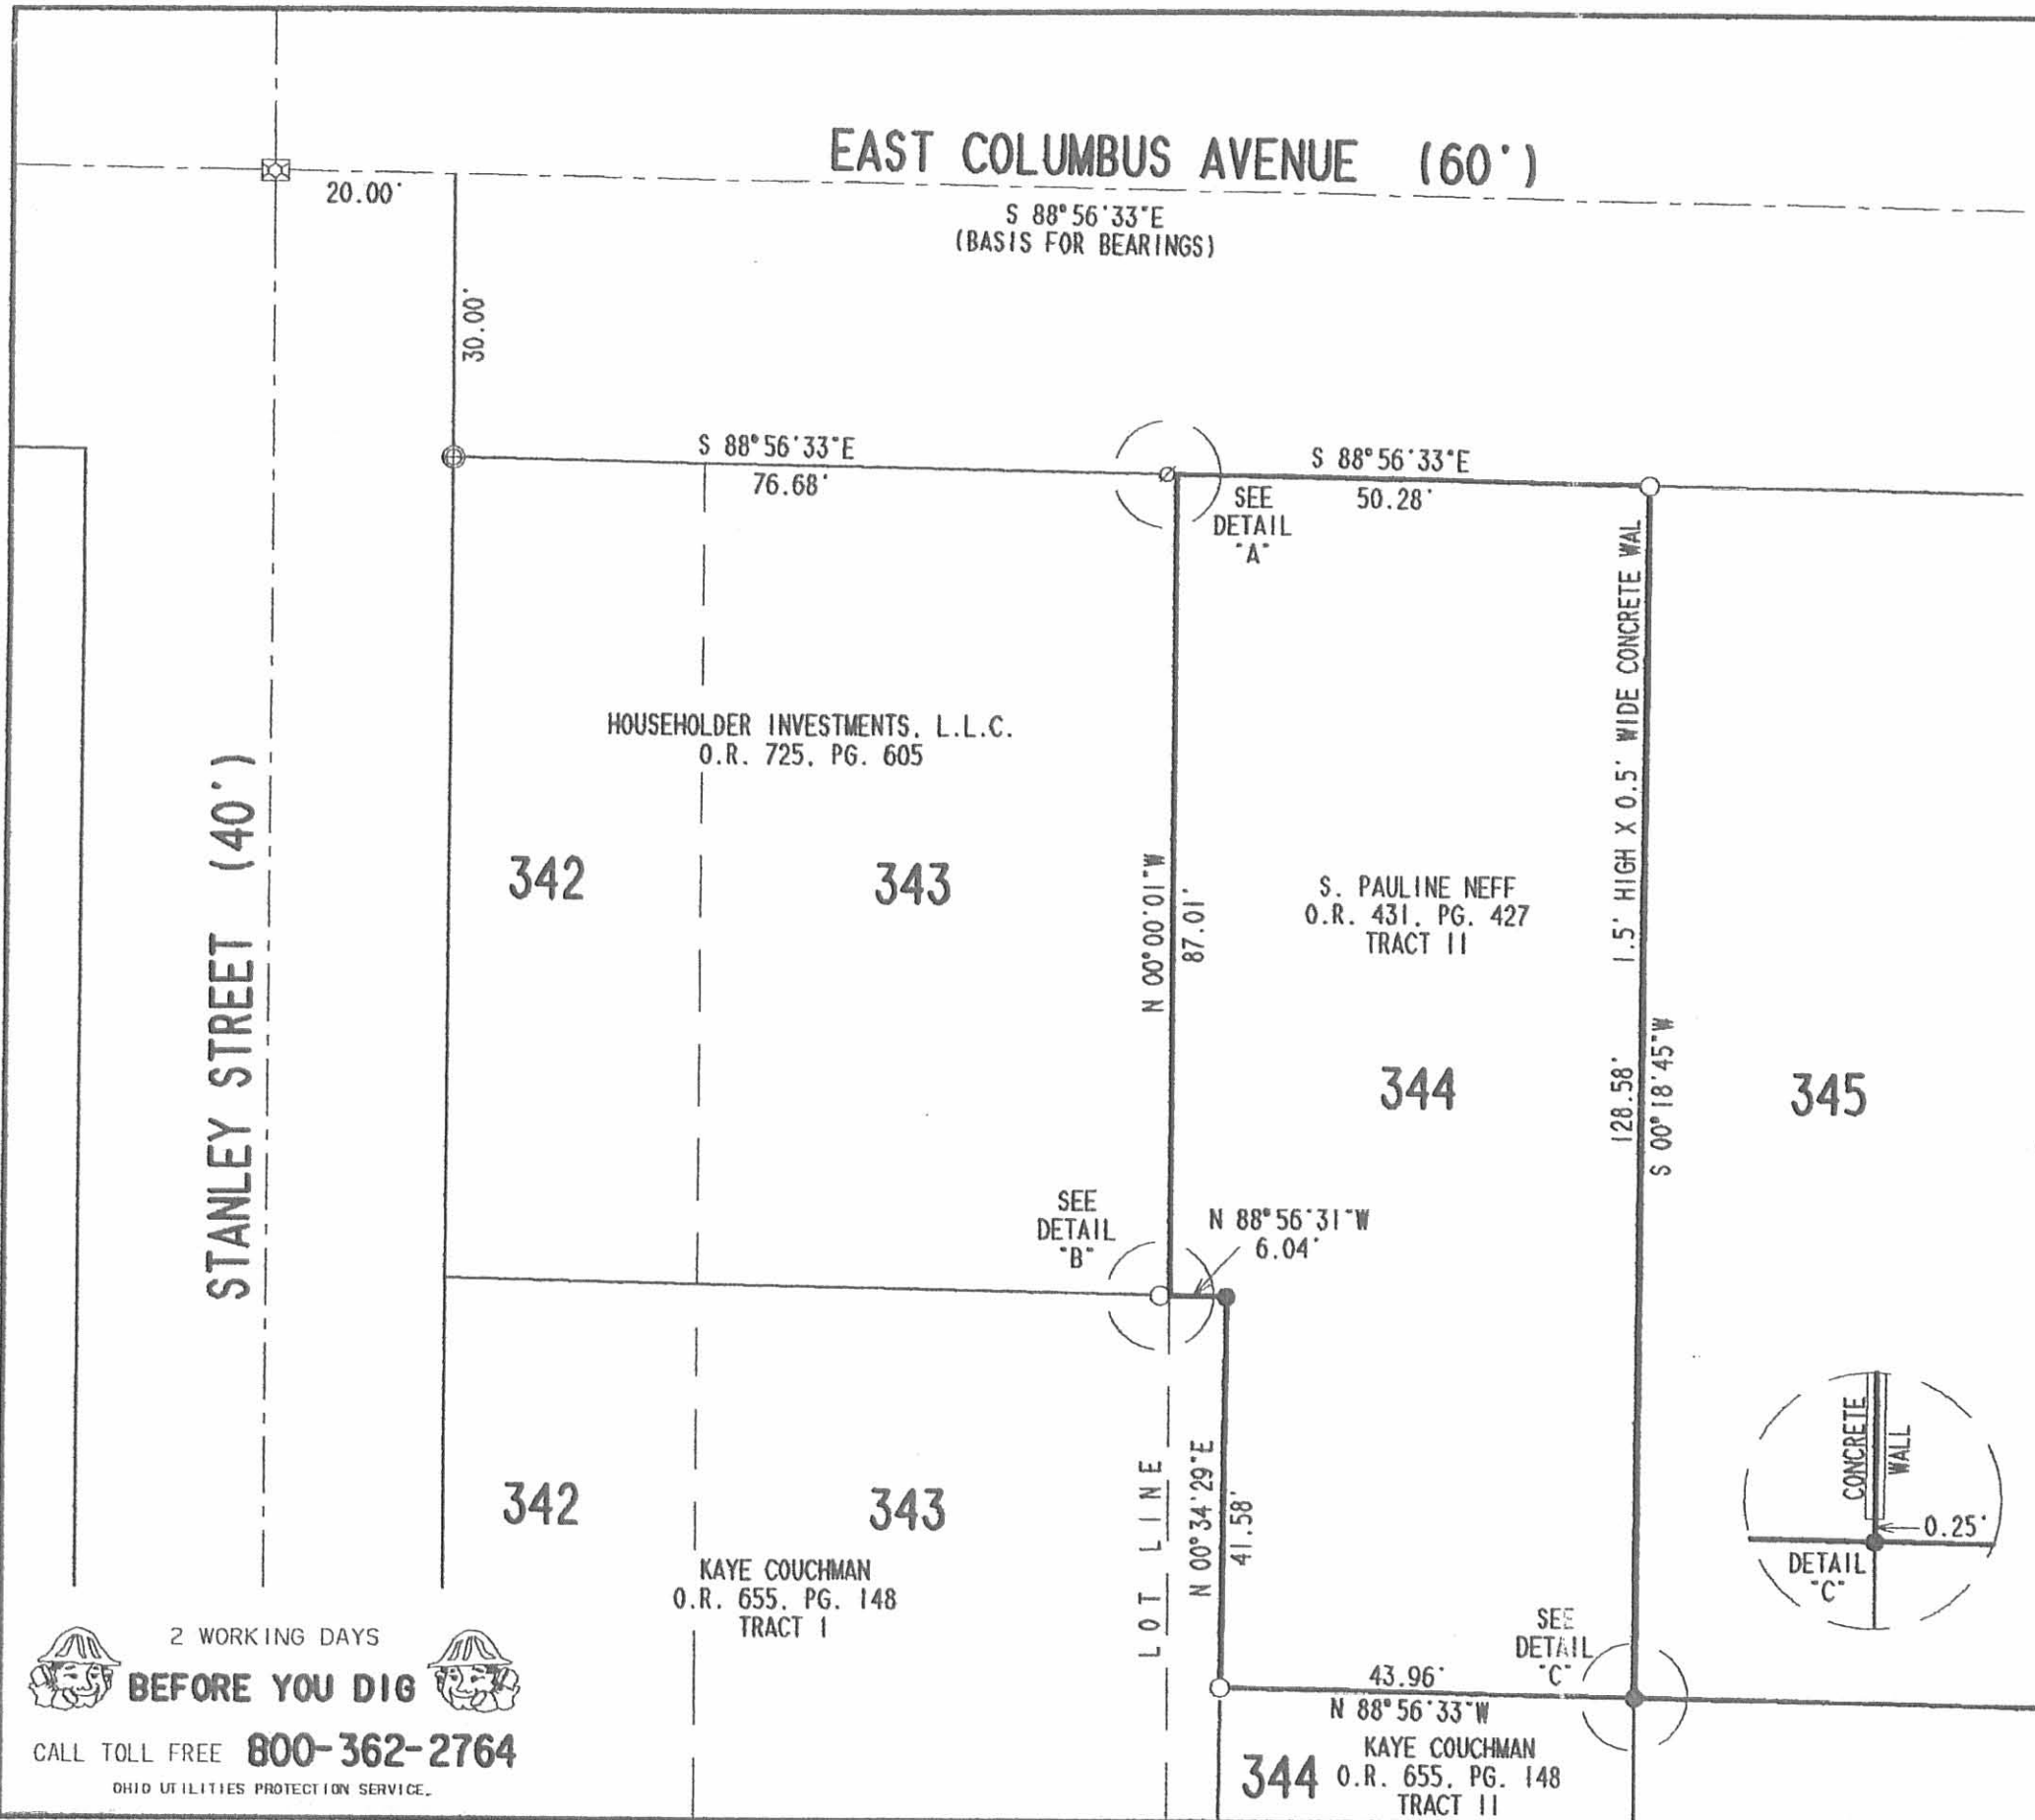 EAST COLUMBUS AVENUE (60')
20.00'
S 88°56'33"E
(BASIS FOR BEARINGS)
30.00'
S 88°56'33"E
76.68'
S 88°56'33"E
50.28'
SEE
DETAIL
"A"
1.5' HIGH X 0.5' WIDE CONCRETE WAL
HOUSEHOLDER INVESTMENTS, L.L.C.
O.R. 725, PG. 605
STANLEY STREET (40')
342
343
N 00°00'01"W
87.01'
S. PAULINE NEFF
O.R. 431, PG. 427
TRACT II
344
128.58'
S 00°18'45"W
345
SEE
DETAIL
"B"
N 88°56'31"W
6.04'
342
343
LOT LINE
N 00°34'29"E
41.58'
CONCRETE
WALL
0.25'
DETAIL
"C"
KAYE COUCHMAN
O.R. 655, PG. 148
TRACT I
SEE
DETAIL
"C"
43.96'
N 88°56'33"W
344
KAYE COUCHMAN
O.R. 655, PG. 148
TRACT II
2 WORKING DAYS
BEFORE YOU DIG
CALL TOLL FREE 800-362-2764
OHIO UTILITIES PROTECTION SERVICE.